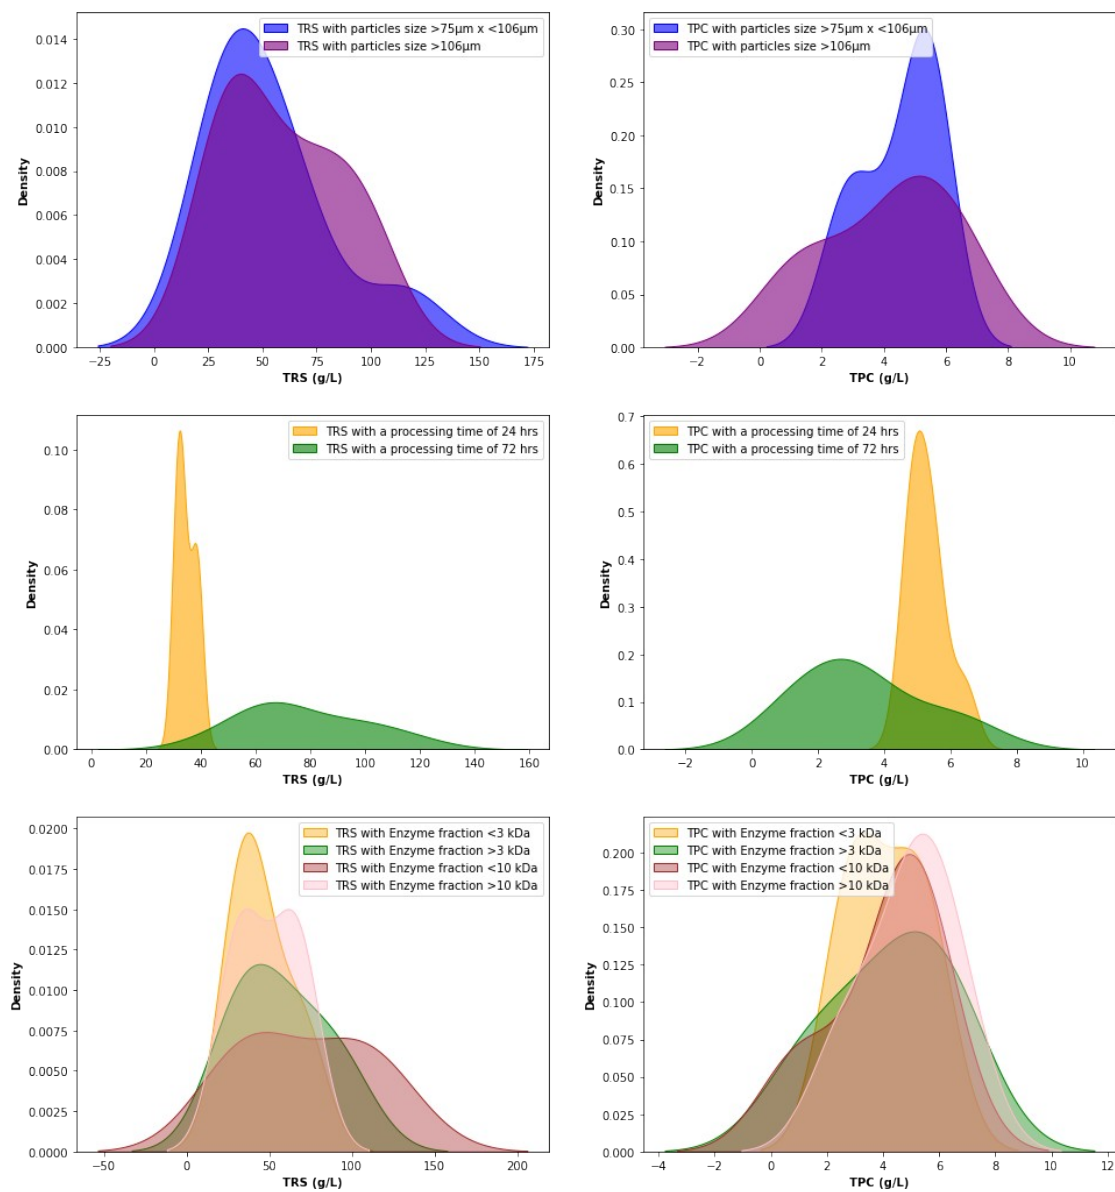 TRS with particles size >75μm x <106μm
TRS with particles size >106μm
0.014
0.012
0.010
0.008
0.006
0.004
0.002
0.000
Density
−25 0 25 50 75 100 125 150 175
TRS (g/L)
TPC with particles size >75μm x <106μm
TPC with particles size >106μm
0.30
0.25
0.20
0.15
0.10
0.05
0.00
Density
−2 0 2 4 6 8 10
TPC (g/L)
TRS with a processing time of 24 hrs
TRS with a processing time of 72 hrs
0.10
0.08
0.06
0.04
0.02
0.00
Density
0 20 40 60 80 100 120 140 160
TRS (g/L)
TPC with a processing time of 24 hrs
TPC with a processing time of 72 hrs
0.7
0.6
0.5
0.4
0.3
0.2
0.1
0.0
Density
−2 0 2 4 6 8 10
TPC (g/L)
TRS with Enzyme fraction <3 kDa
TRS with Enzyme fraction >3 kDa
TRS with Enzyme fraction <10 kDa
TRS with Enzyme fraction >10 kDa
0.0200
0.0175
0.0150
0.0125
0.0100
0.0075
0.0050
0.0025
0.0000
Density
−50 0 50 100 150 200
TRS (g/L)
TPC with Enzyme fraction <3 kDa
TPC with Enzyme fraction >3 kDa
TPC with Enzyme fraction <10 kDa
TPC with Enzyme fraction >10 kDa
0.200
0.175
0.150
0.125
0.100
0.075
0.050
0.025
0.000
Density
−4 −2 0 2 4 6 8 10 12
TPC (g/L)